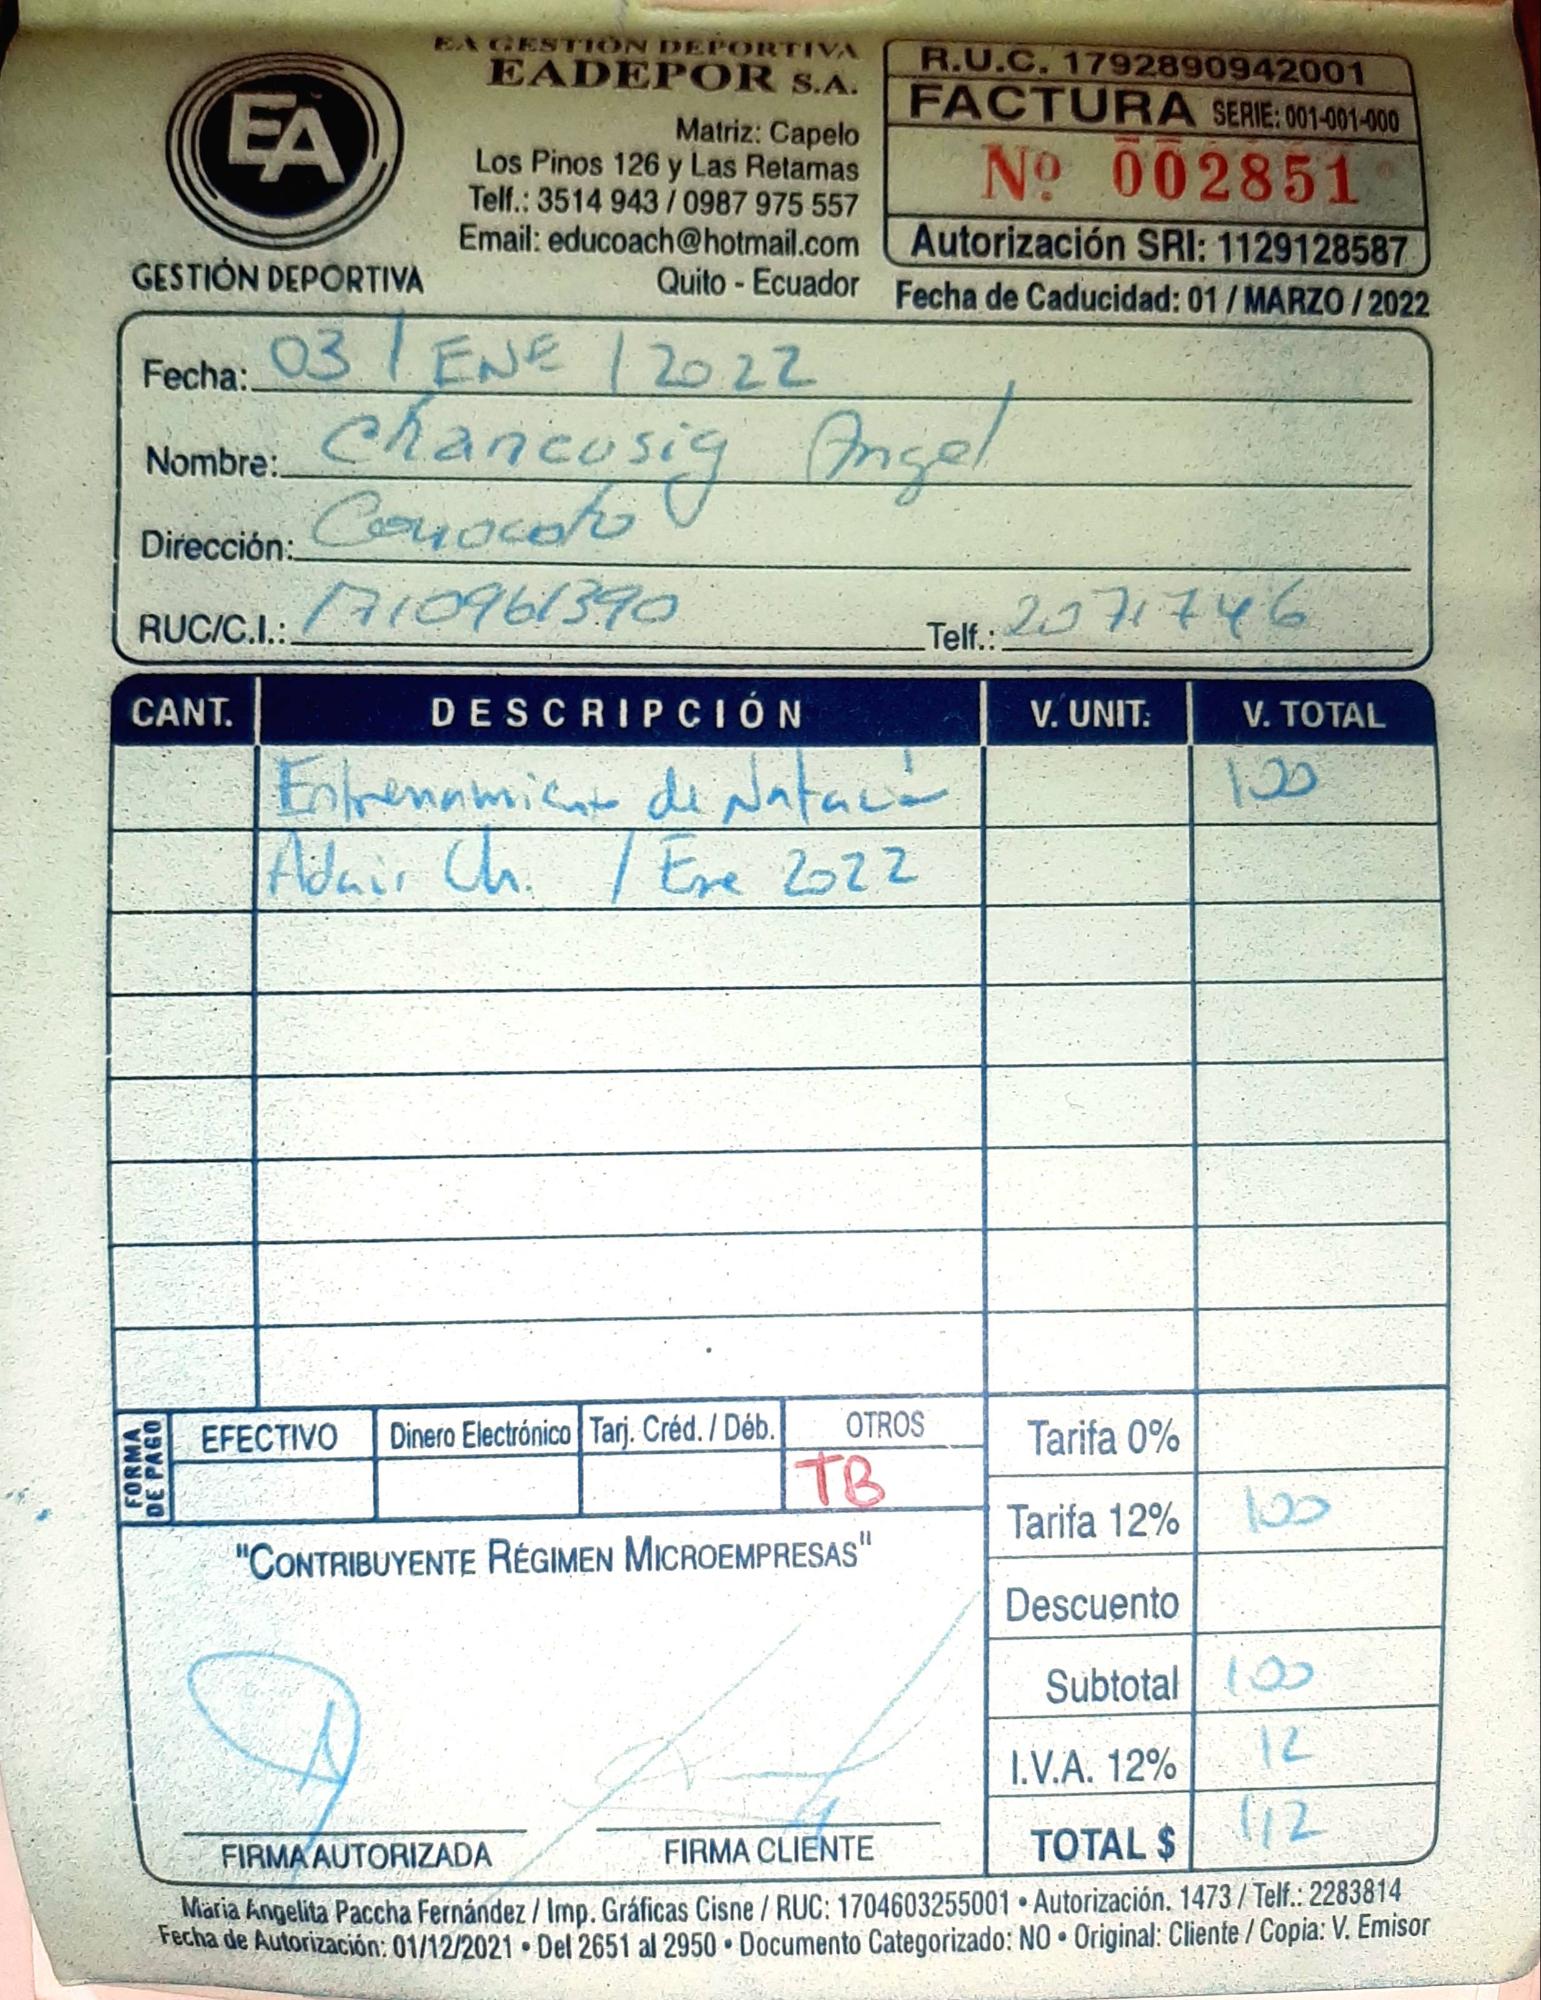 EA GESTIÓN DEPORTIVA
EADEPOR S.A.
EA
GESTIÓN DEPORTIVA
Matriz: Capelo
Los Pinos 126 y Las Retamas
Telf.: 3514 943 / 0987 975 557
Email: educoach@hotmail.com
Quito - Ecuador
R.U.C. 1792890942001
FACTURA SERIE: 001-001-000
Nº 002851
Autorización SRI: 1129128587
Fecha de Caducidad: 01 / MARZO / 2022
Fecha: 03 / ENE / 2022
Nombre: Chancusig Angel
Dirección: Conocoto
RUC/C.I.: 1710961390 Telf.: 2071746
CANT. DESCRIPCIÓN V. UNIT. V. TOTAL
Entrenamiento de Natación 100
Adair Ch. / Ene 2022
FORMA DE PAGO
EFECTIVO Dinero Electrónico Tarj. Créd. / Déb. OTROS
TB
Tarifa 0%
Tarifa 12% 100
Descuento
Subtotal 100
I.V.A. 12% 12
TOTAL $ 112
"CONTRIBUYENTE RÉGIMEN MICROEMPRESAS"
FIRMA AUTORIZADA FIRMA CLIENTE
María Angelita Paccha Fernández / Imp. Gráficas Cisne / RUC: 1704603255001 • Autorización. 1473 / Telf.: 2283814
Fecha de Autorización: 01/12/2021 • Del 2651 al 2950 • Documento Categorizado: NO • Original: Cliente / Copia: V. Emisor